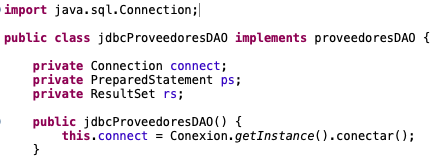 import java.sql.Connection;
public class jdbcProveedoresDAO implements proveedoresDAO {
private Connection connect;
private PreparedStatement ps;
private ResultSet rs;
public jdbcProveedoresDAO() {
this.connect = Conexion.getInstance().conectar();
}